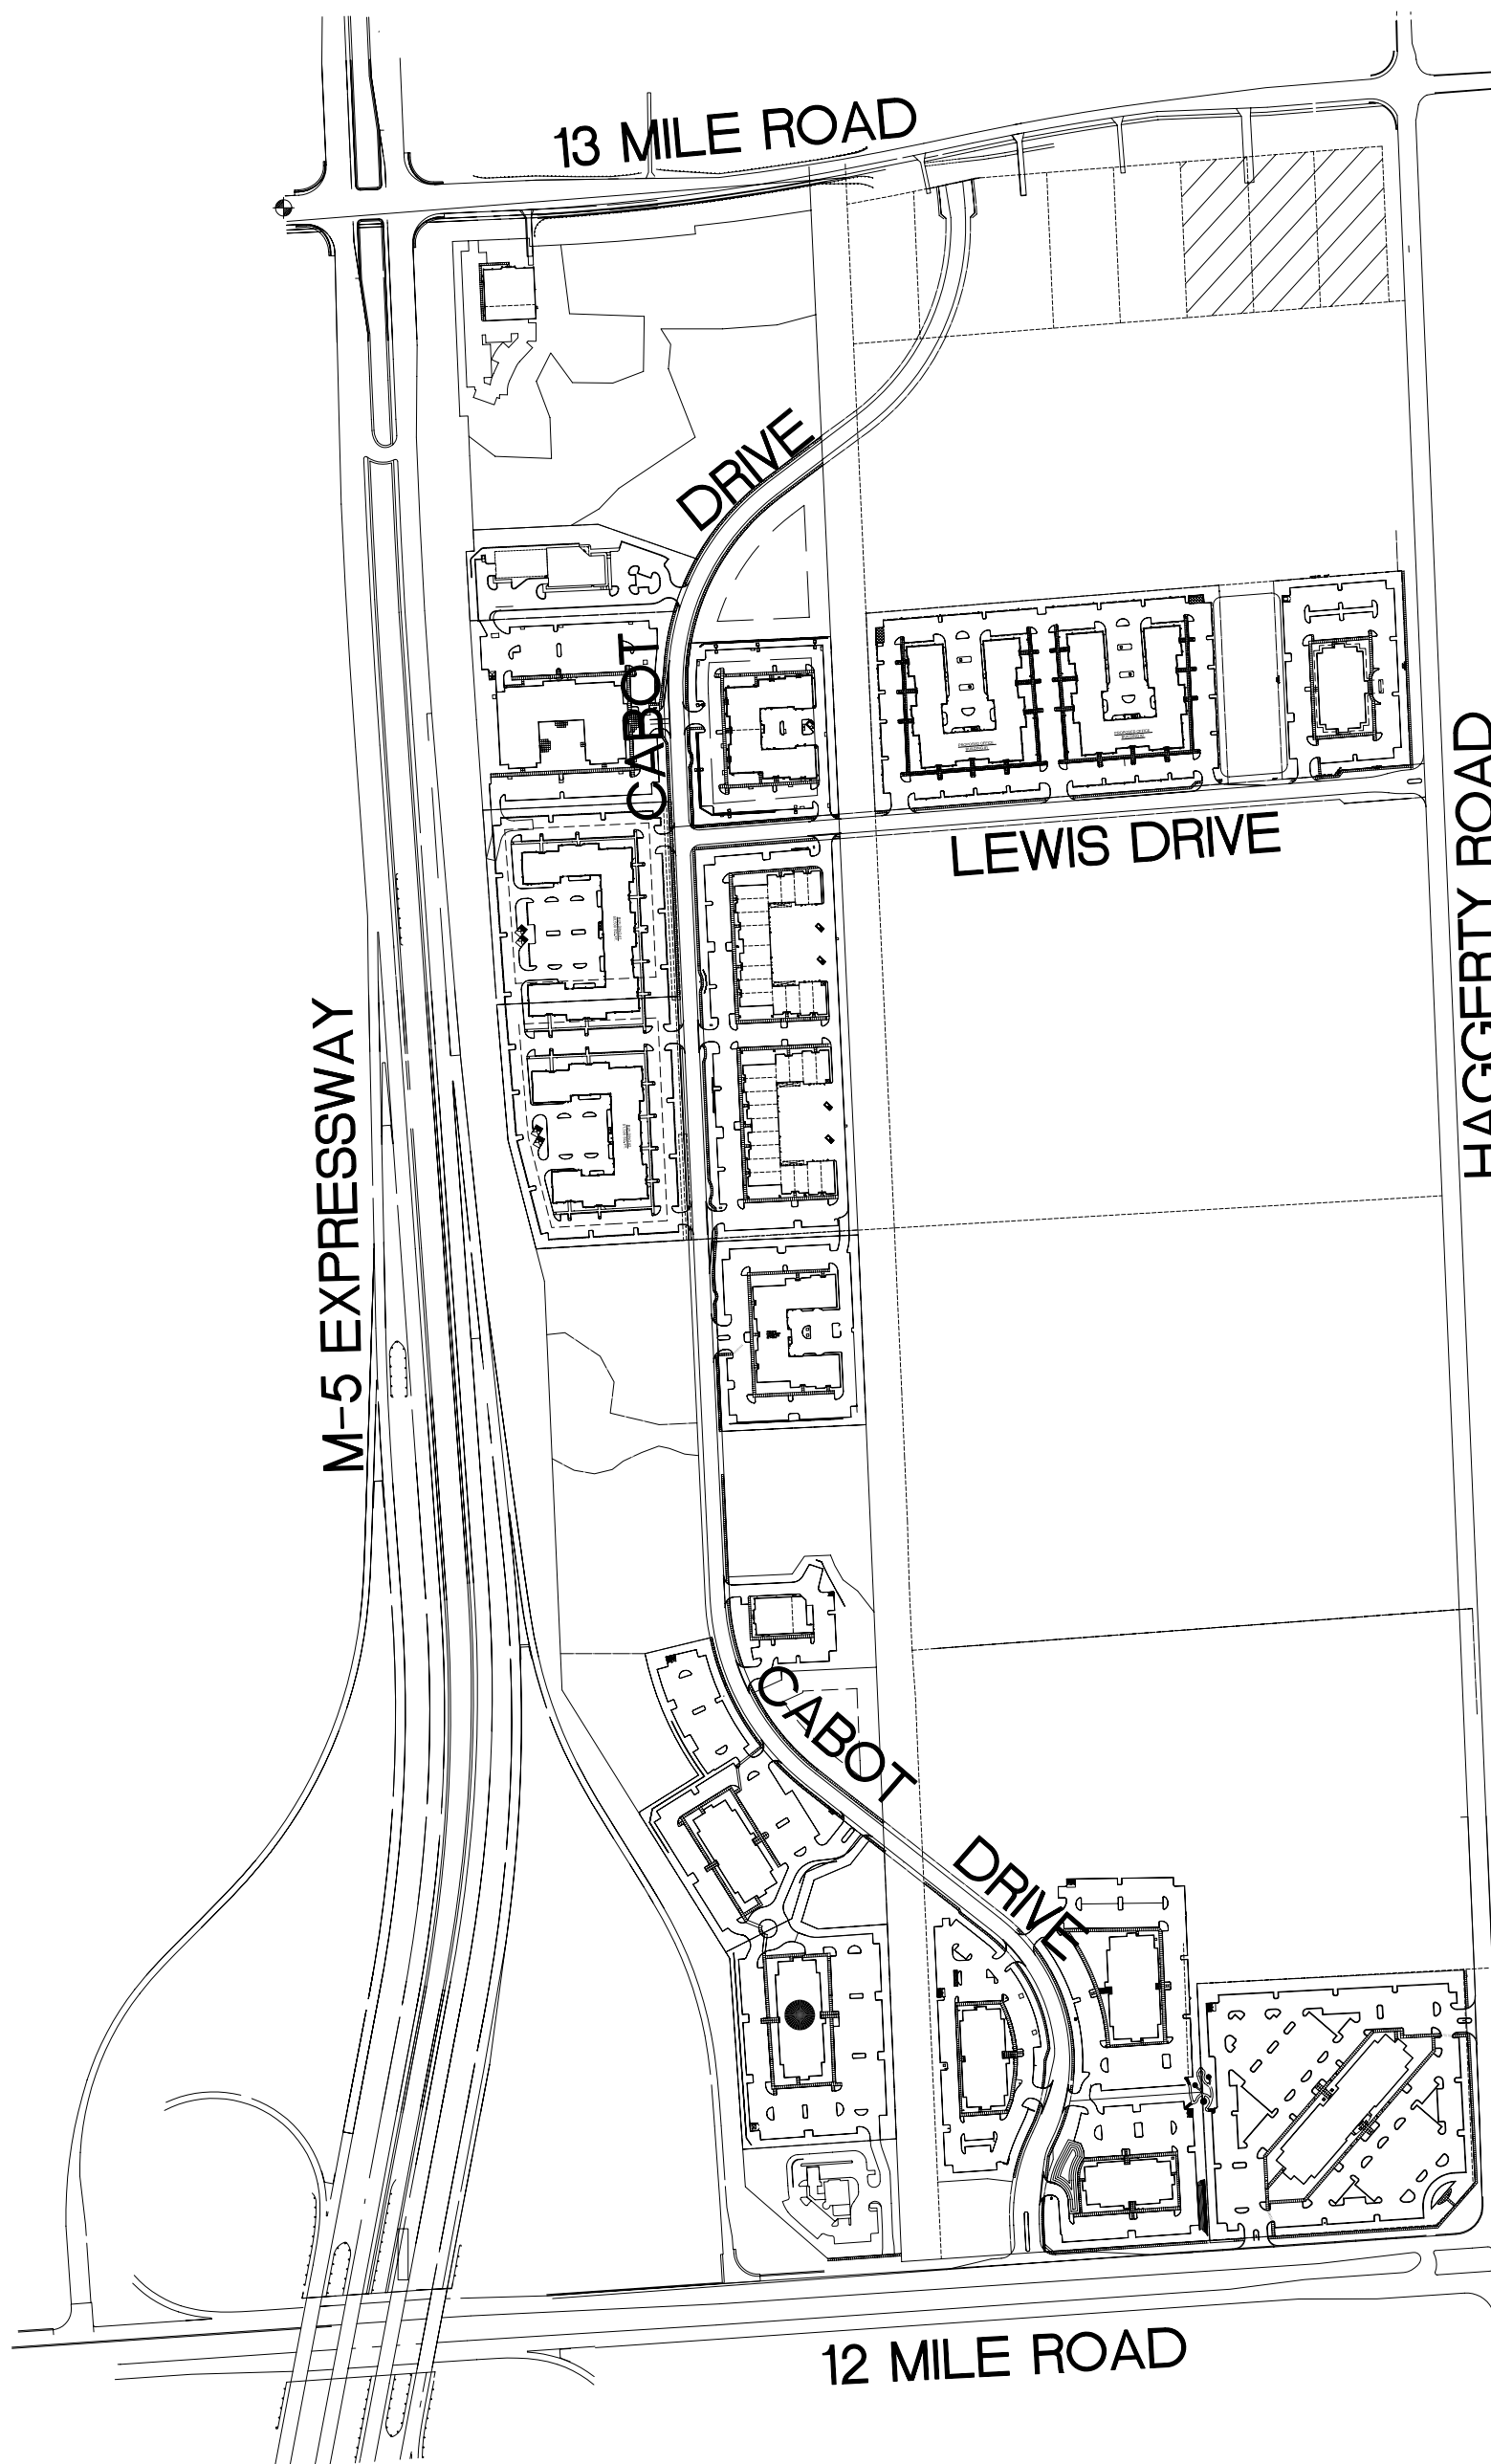 13 MILE ROAD
DRIVE
CABOT
LEWIS DRIVE
HAGGERTY ROAD
M-5 EXPRESSWAY
CABOT
DRIVE
12 MILE ROAD